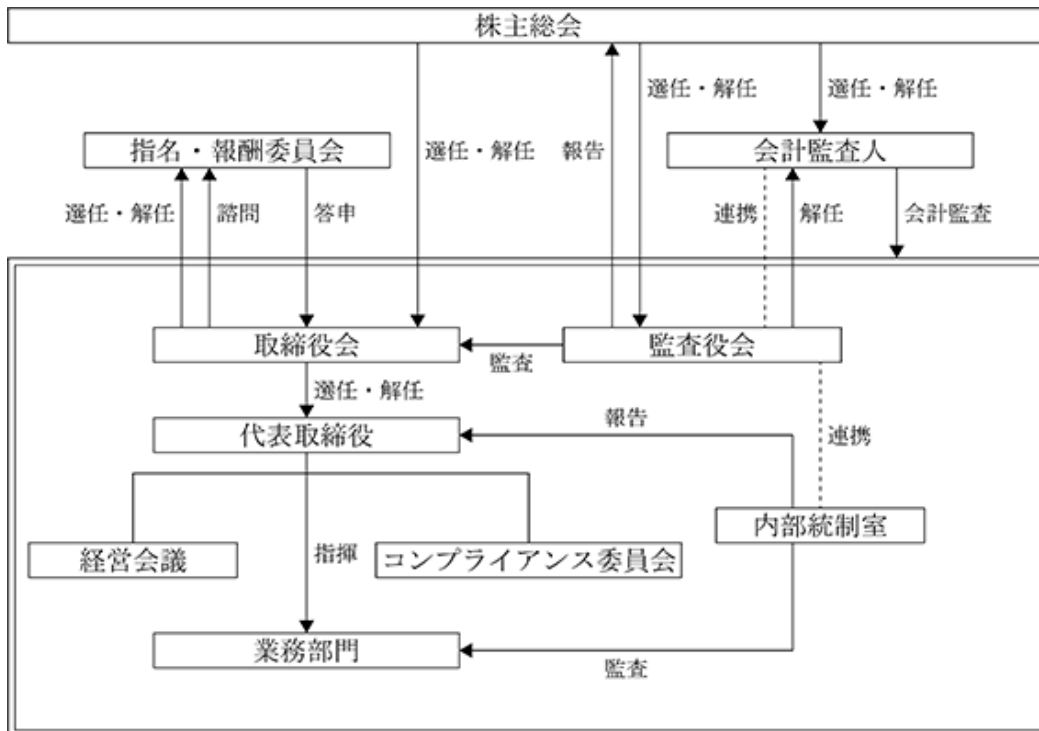 株主総会
選任・解任
選任・解任
選任・解任 報告
指名・報酬委員会
会計監査人
選任・解任
諮問
答申
連携
解任
会計監査
取締役会
監査役会
監査
選任・解任
報告
代表取締役
連携
内部統制室
経営会議
指揮
コンプライアンス委員会
業務部門
監査